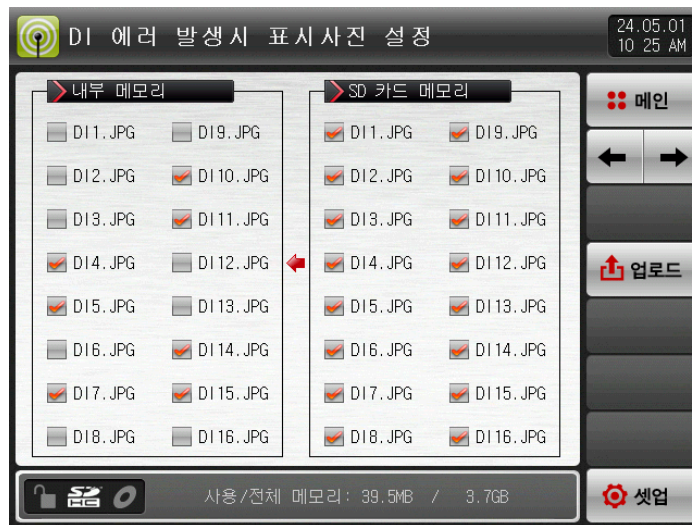 DI 에러 발생시 표시사진 설정
24.05.01
10 25 AM
내부 메모리
DI1.JPG DI9.JPG
DI2.JPG DI10.JPG
DI3.JPG DI11.JPG
DI4.JPG DI12.JPG
DI5.JPG DI13.JPG
DI6.JPG DI14.JPG
DI7.JPG DI15.JPG
DI8.JPG DI16.JPG
SD 카드 메모리
DI1.JPG DI9.JPG
DI2.JPG DI10.JPG
DI3.JPG DI11.JPG
DI4.JPG DI12.JPG
DI5.JPG DI13.JPG
DI6.JPG DI14.JPG
DI7.JPG DI15.JPG
DI8.JPG DI16.JPG
메인
업로드
셋업
SD
사용/전체 메모리: 39.5MB / 3.7GB